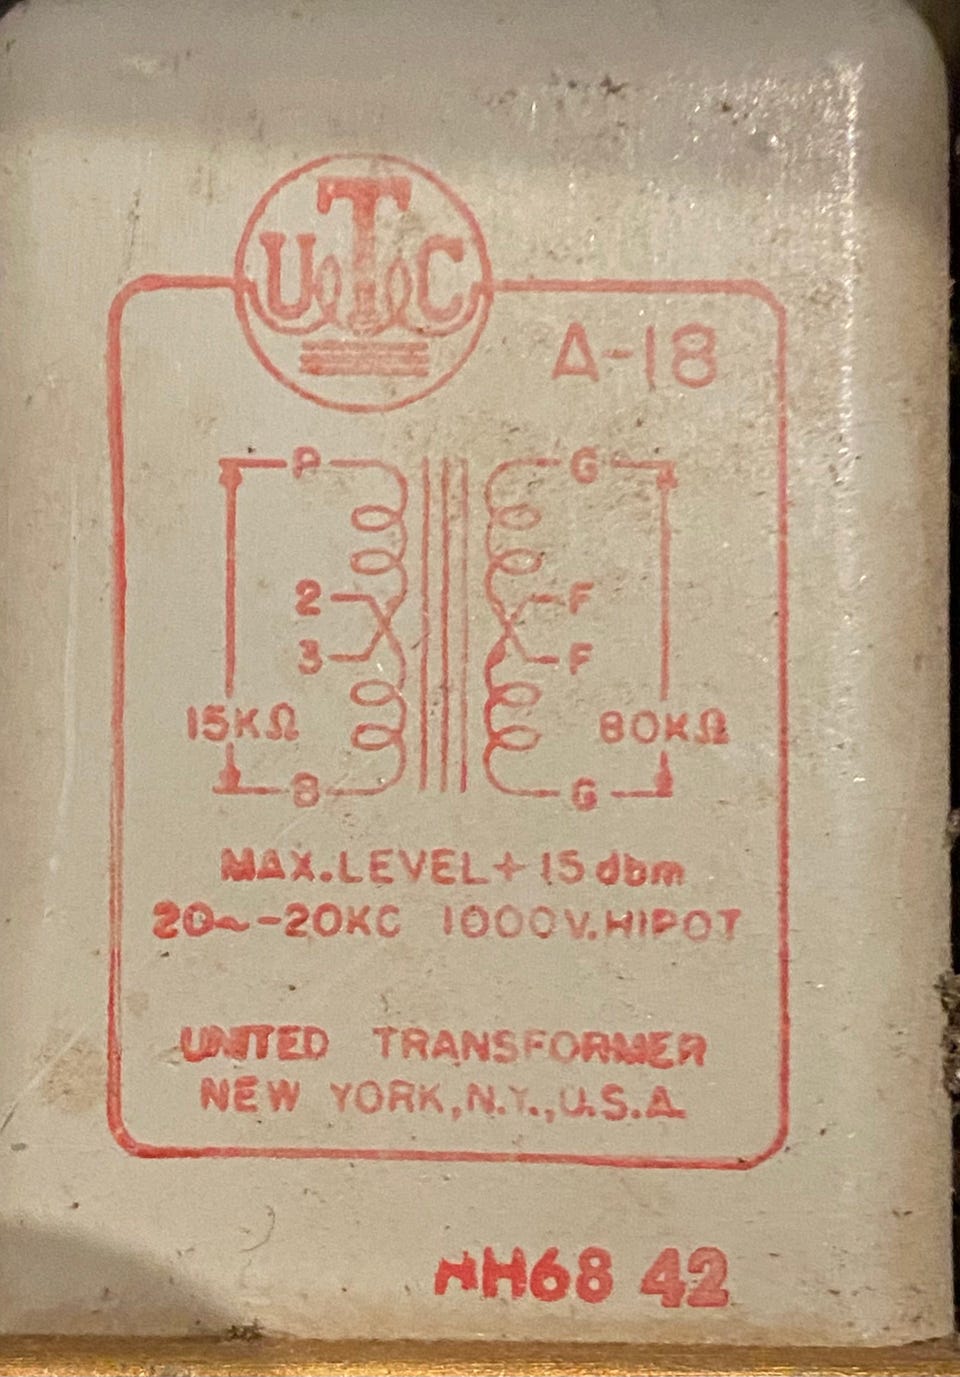 UTC
A-18
P G
2 F
3 F
15KΩ 80KΩ
B G
MAX. LEVEL + 15 dbm
20~-20KC 1000V. HIPOT
UNITED TRANSFORMER
NEW YORK, N.Y., U.S.A.
HH68 42